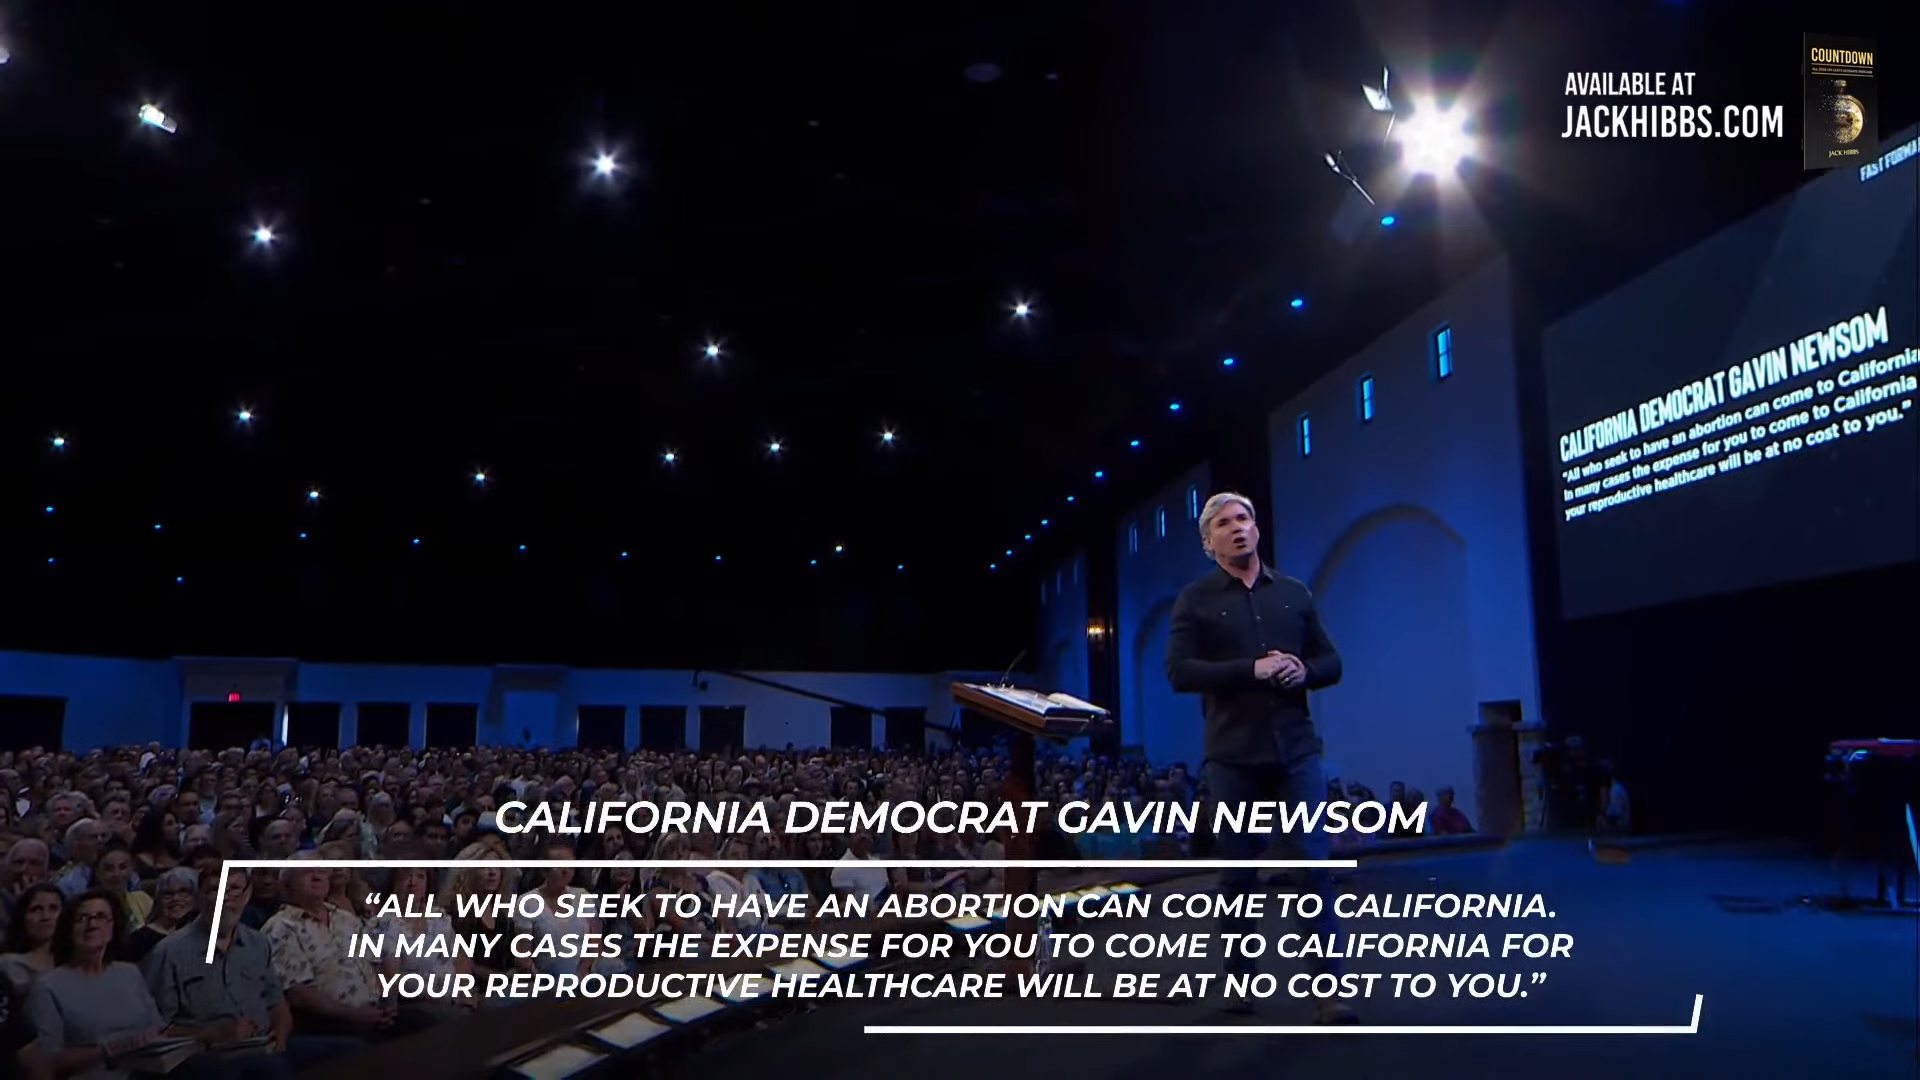 AVAILABLE AT
JACKHIBBS.COM
COUNTDOWN
JACK HIBBS
FAST FORWA
CALIFORNIA DEMOCRAT GAVIN NEWSOM
"All who seek to have an abortion can come to California
In many cases the expense for you to come to California
your reproductive healthcare will be at no cost to you."
CALIFORNIA DEMOCRAT GAVIN NEWSOM
“ALL WHO SEEK TO HAVE AN ABORTION CAN COME TO CALIFORNIA.
IN MANY CASES THE EXPENSE FOR YOU TO COME TO CALIFORNIA FOR
YOUR REPRODUCTIVE HEALTHCARE WILL BE AT NO COST TO YOU.”